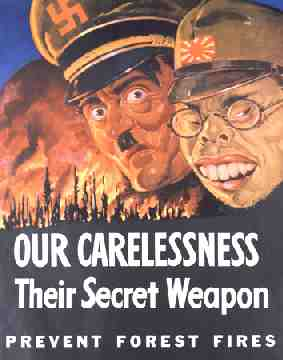 OUR CARELESSNESS
Their Secret Weapon
PREVENT FOREST FIRES